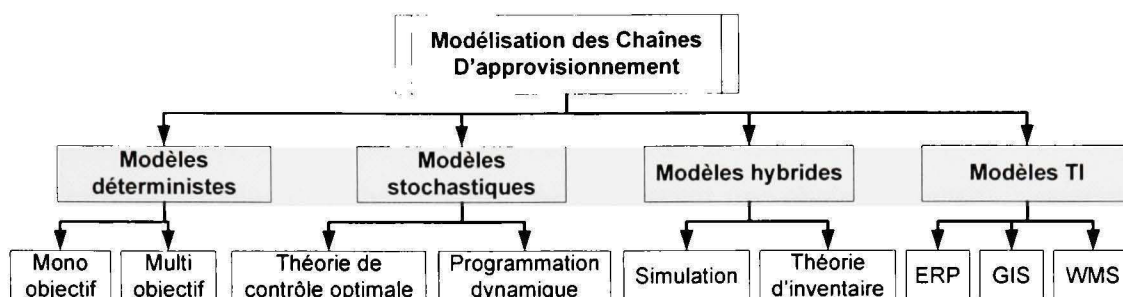 Modélisation des Chaînes
D'approvisionnement
Modèles
déterministes
Modèles
stochastiques
Modèles hybrides
Modèles TI
Mono
objectif
Multi
objectif
Théorie de
contrôle optimale
Programmation
dynamique
Simulation
Théorie
d'inventaire
ERP
GIS
WMS